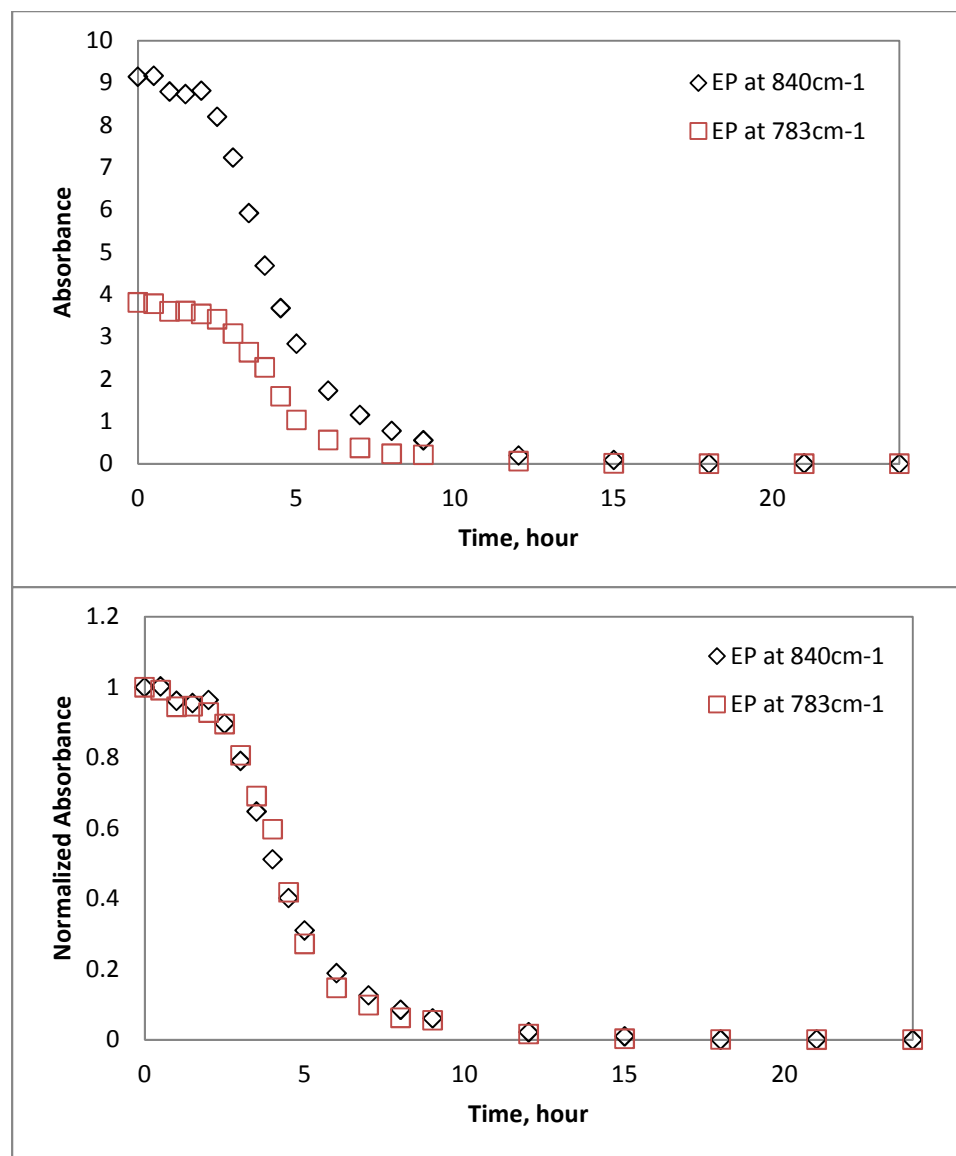 10
9
8
7
6
5
4
3
2
1
0
Absorbance
EP at 840cm-1
EP at 783cm-1
0 5 10 15 20
Time, hour
1.2
1
0.8
0.6
0.4
0.2
0
Normalized Absorbance
EP at 840cm-1
EP at 783cm-1
0 5 10 15 20
Time, hour